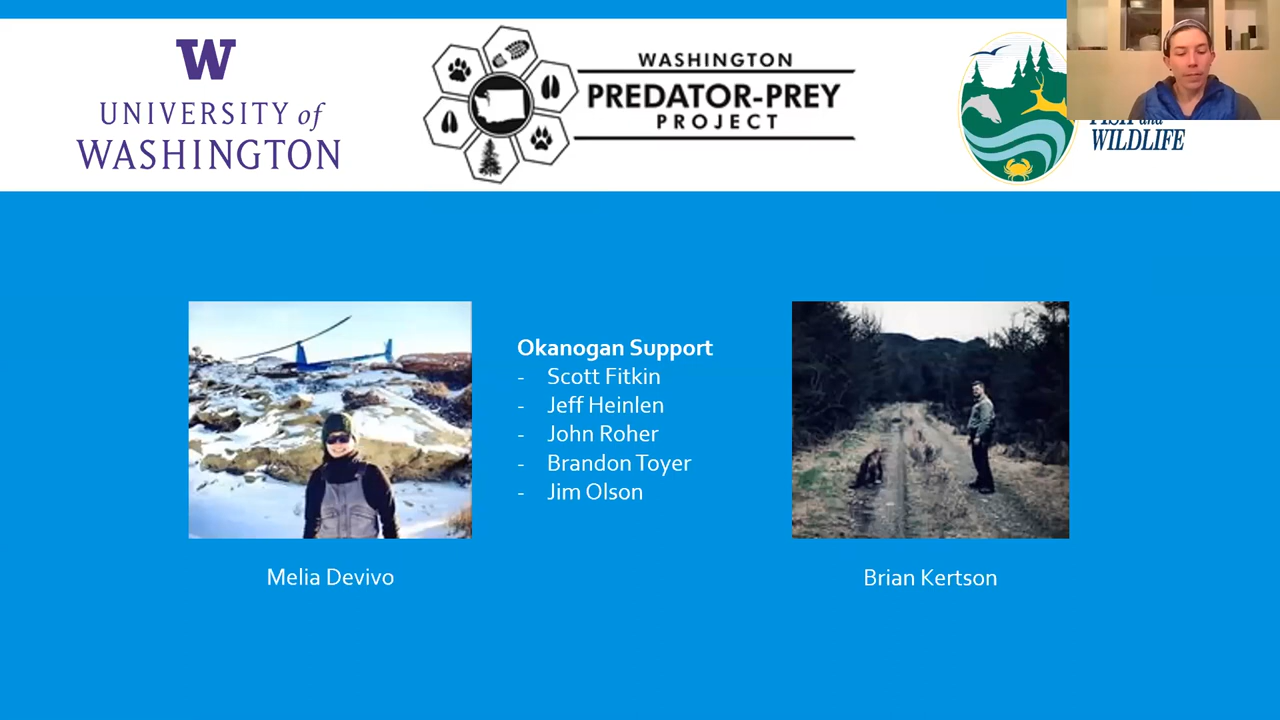 W
UNIVERSITY of
WASHINGTON
WASHINGTON
PREDATOR-PREY
PROJECT
WILDLIFE
Okanogan Support
- Scott Fitkin
- Jeff Heinlen
- John Roher
- Brandon Toyer
- Jim Olson
Melia Devivo
Brian Kertson